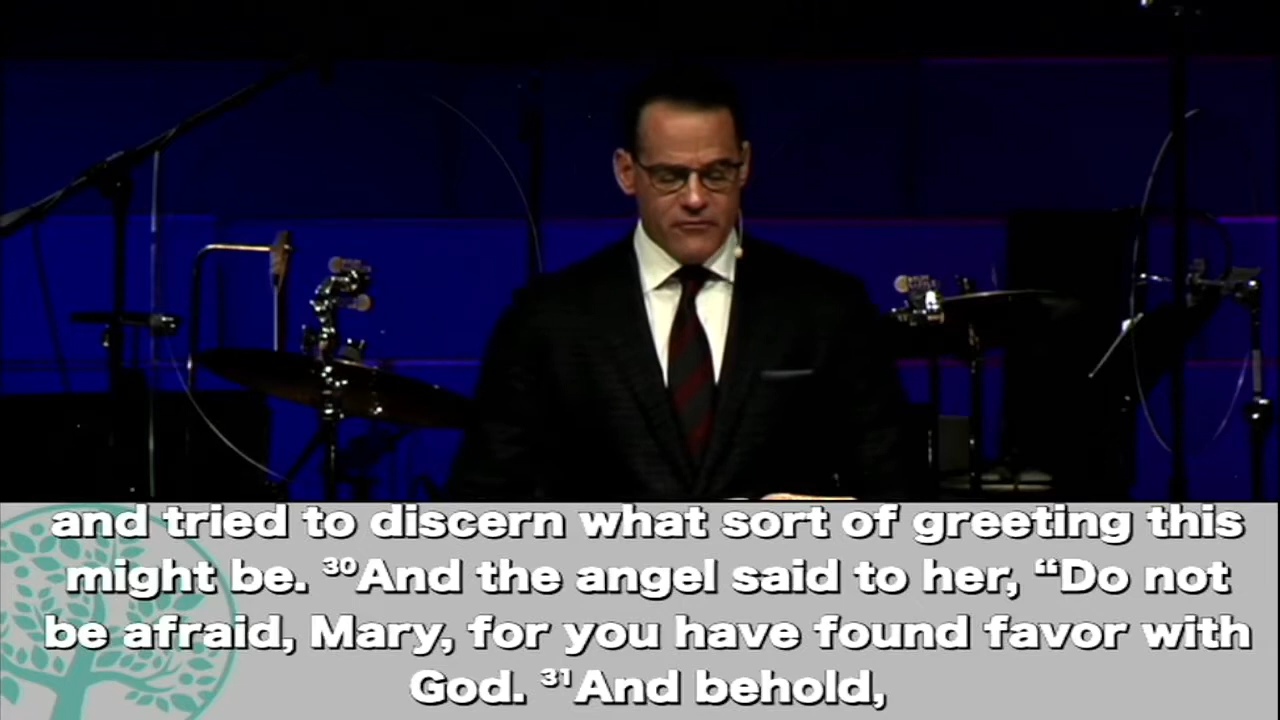 and tried to discern what sort of greeting this
might be. ³⁰And the angel said to her, “Do not
be afraid, Mary, for you have found favor with
God. ³¹And behold,